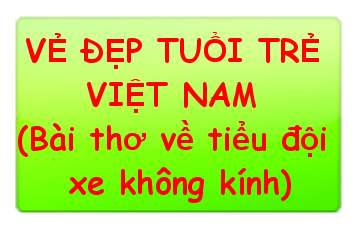 VẺ ĐẸP TUỔI TRẺ
VIỆT NAM
(Bài thơ về tiểu đội
xe không kính)